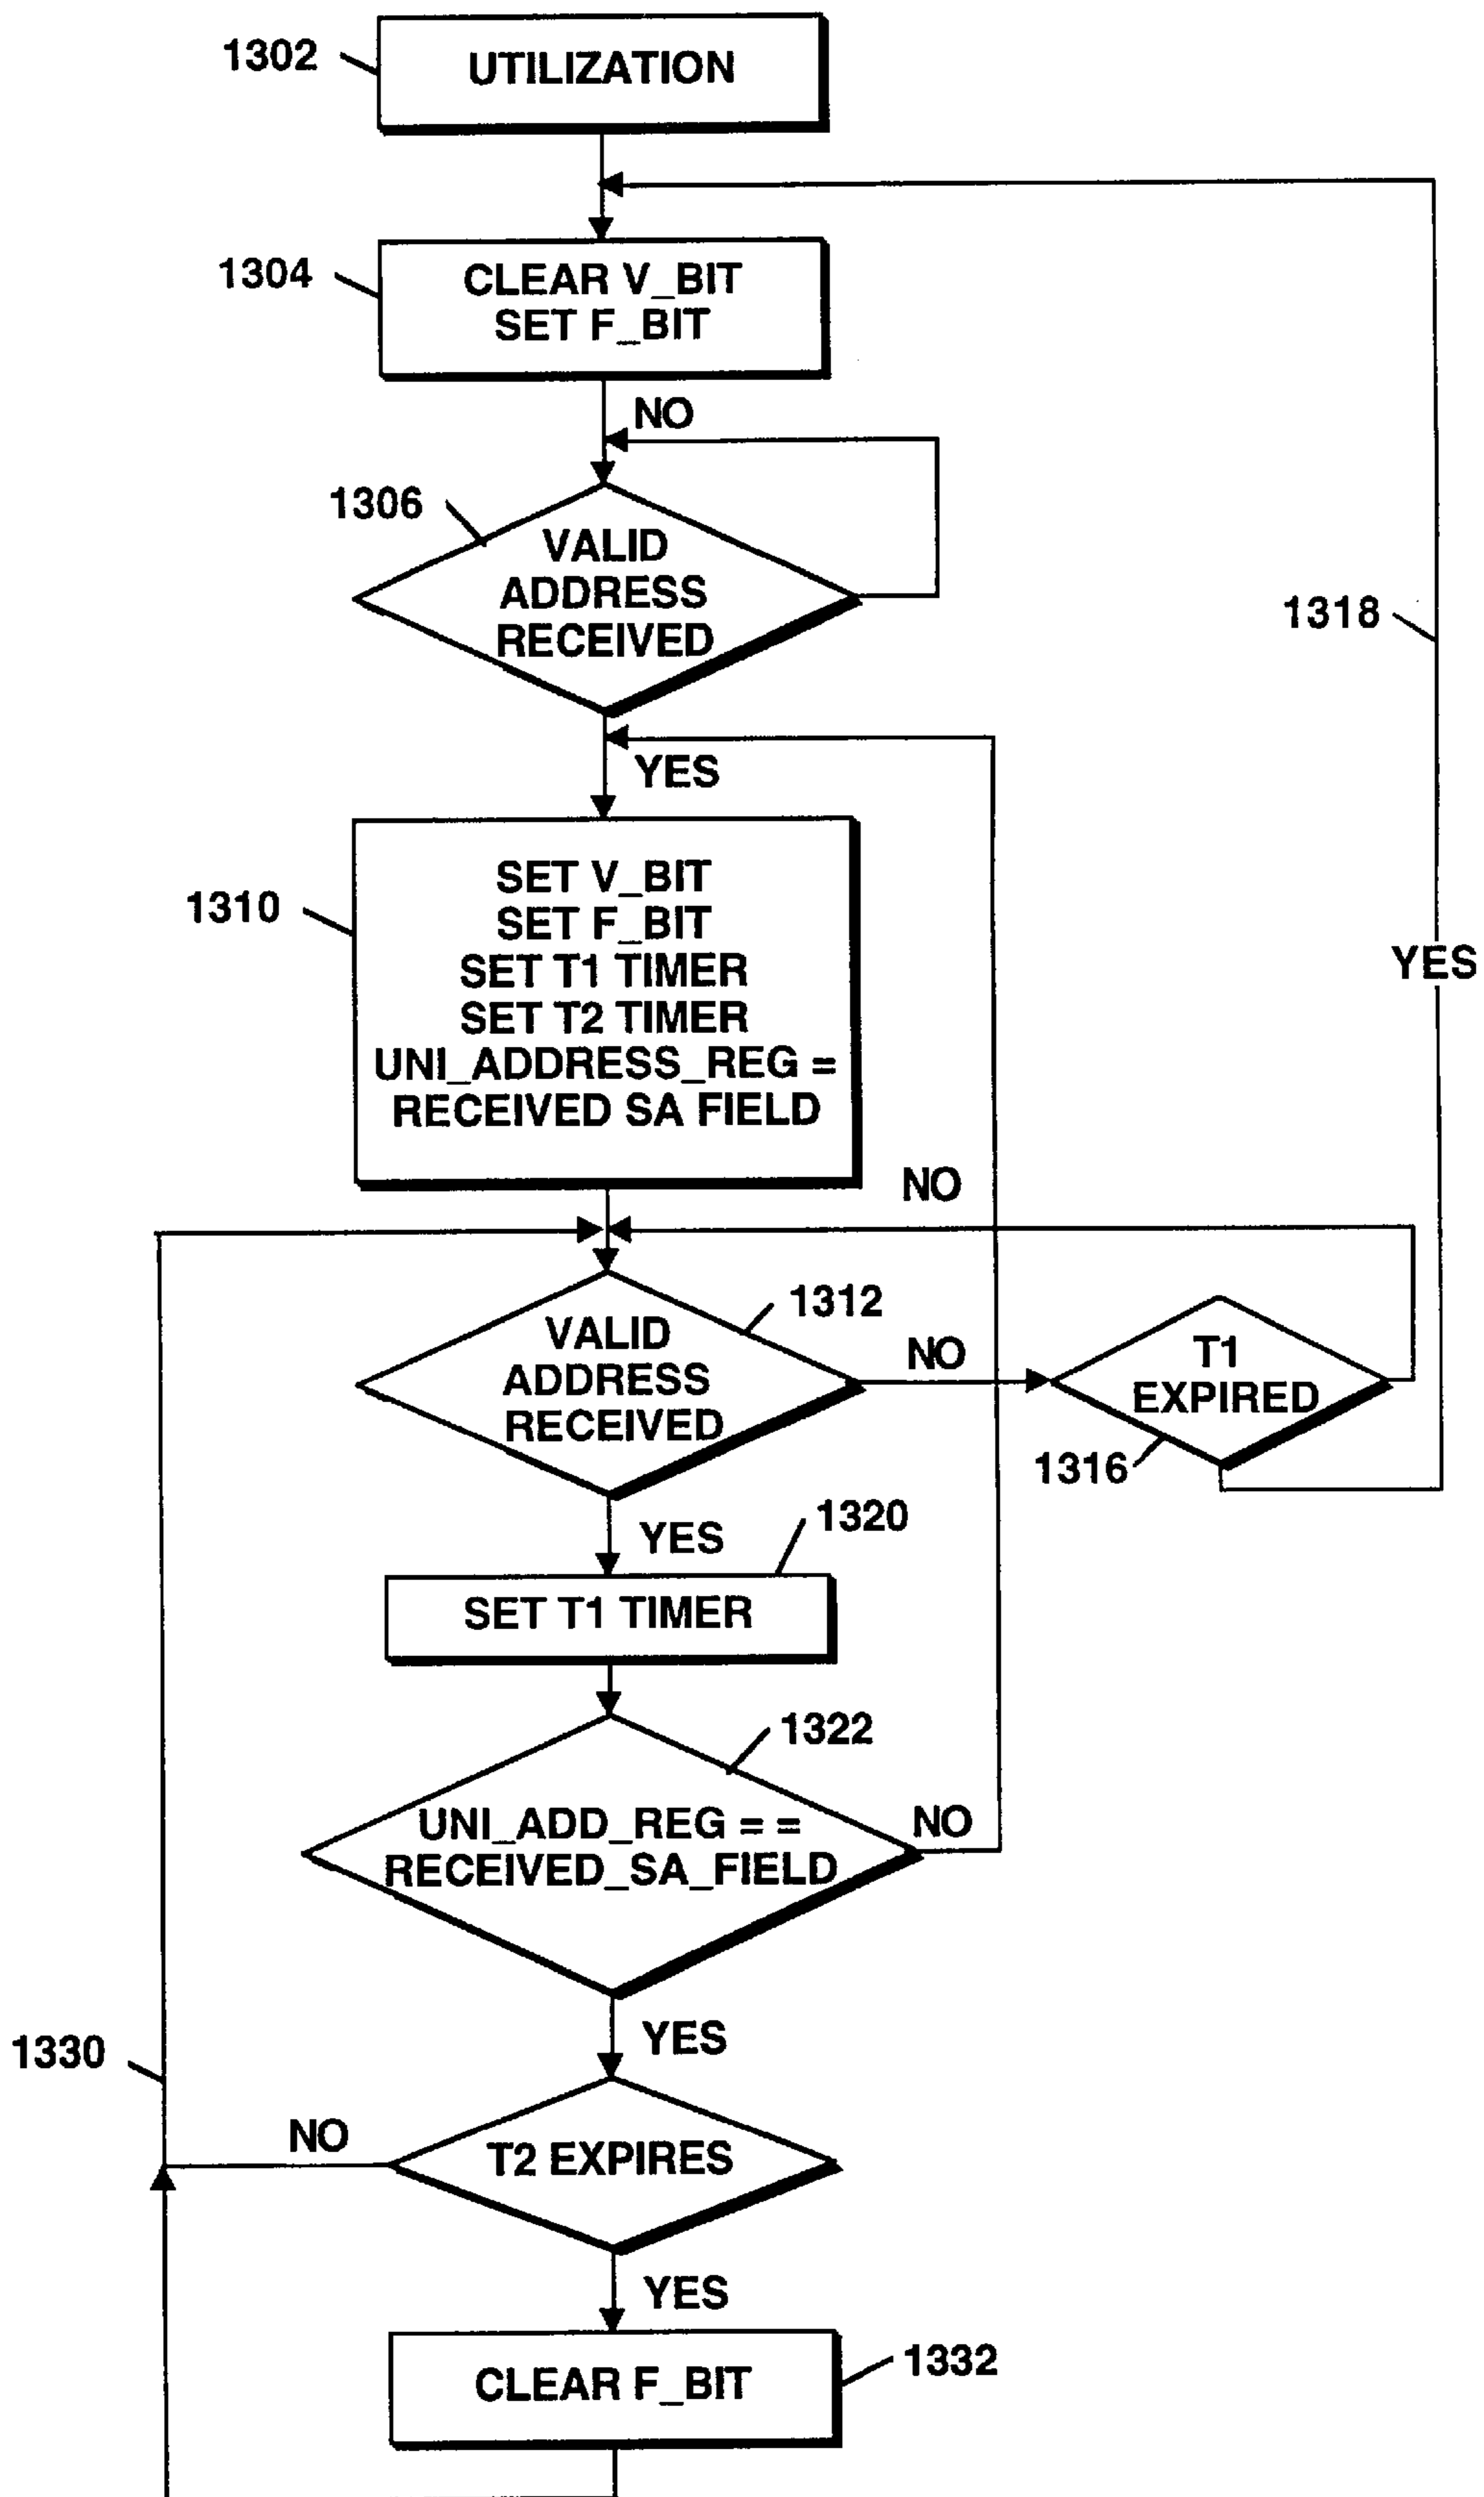 1302
UTILIZATION
1304
CLEAR V_BIT
SET F_BIT
NO
1306
VALID
ADDRESS
RECEIVED
1318
YES
1310
SET V_BIT
SET F_BIT
SET T1 TIMER
SET T2 TIMER
UNI_ADDRESS_REG =
RECEIVED SA FIELD
YES
NO
1312
VALID
ADDRESS
RECEIVED
NO
T1
EXPIRED
1316
YES
1320
SET T1 TIMER
1322
UNI_ADD_REG = =
RECEIVED_SA_FIELD
NO
YES
1330
NO
T2 EXPIRES
YES
CLEAR F_BIT
1332